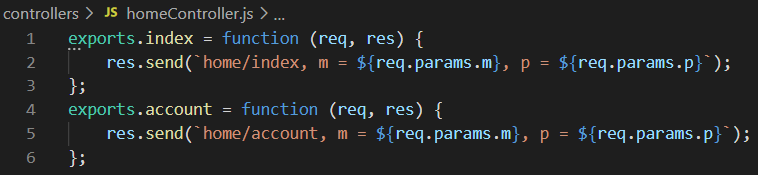 controllers > JS homeController.js > ...
1 exports.index = function (req, res) {
2     res.send(`home/index, m = ${req.params.m}, p = ${req.params.p}`);
3 };
4 exports.account = function (req, res) {
5     res.send(`home/account, m = ${req.params.m}, p = ${req.params.p}`);
6 };